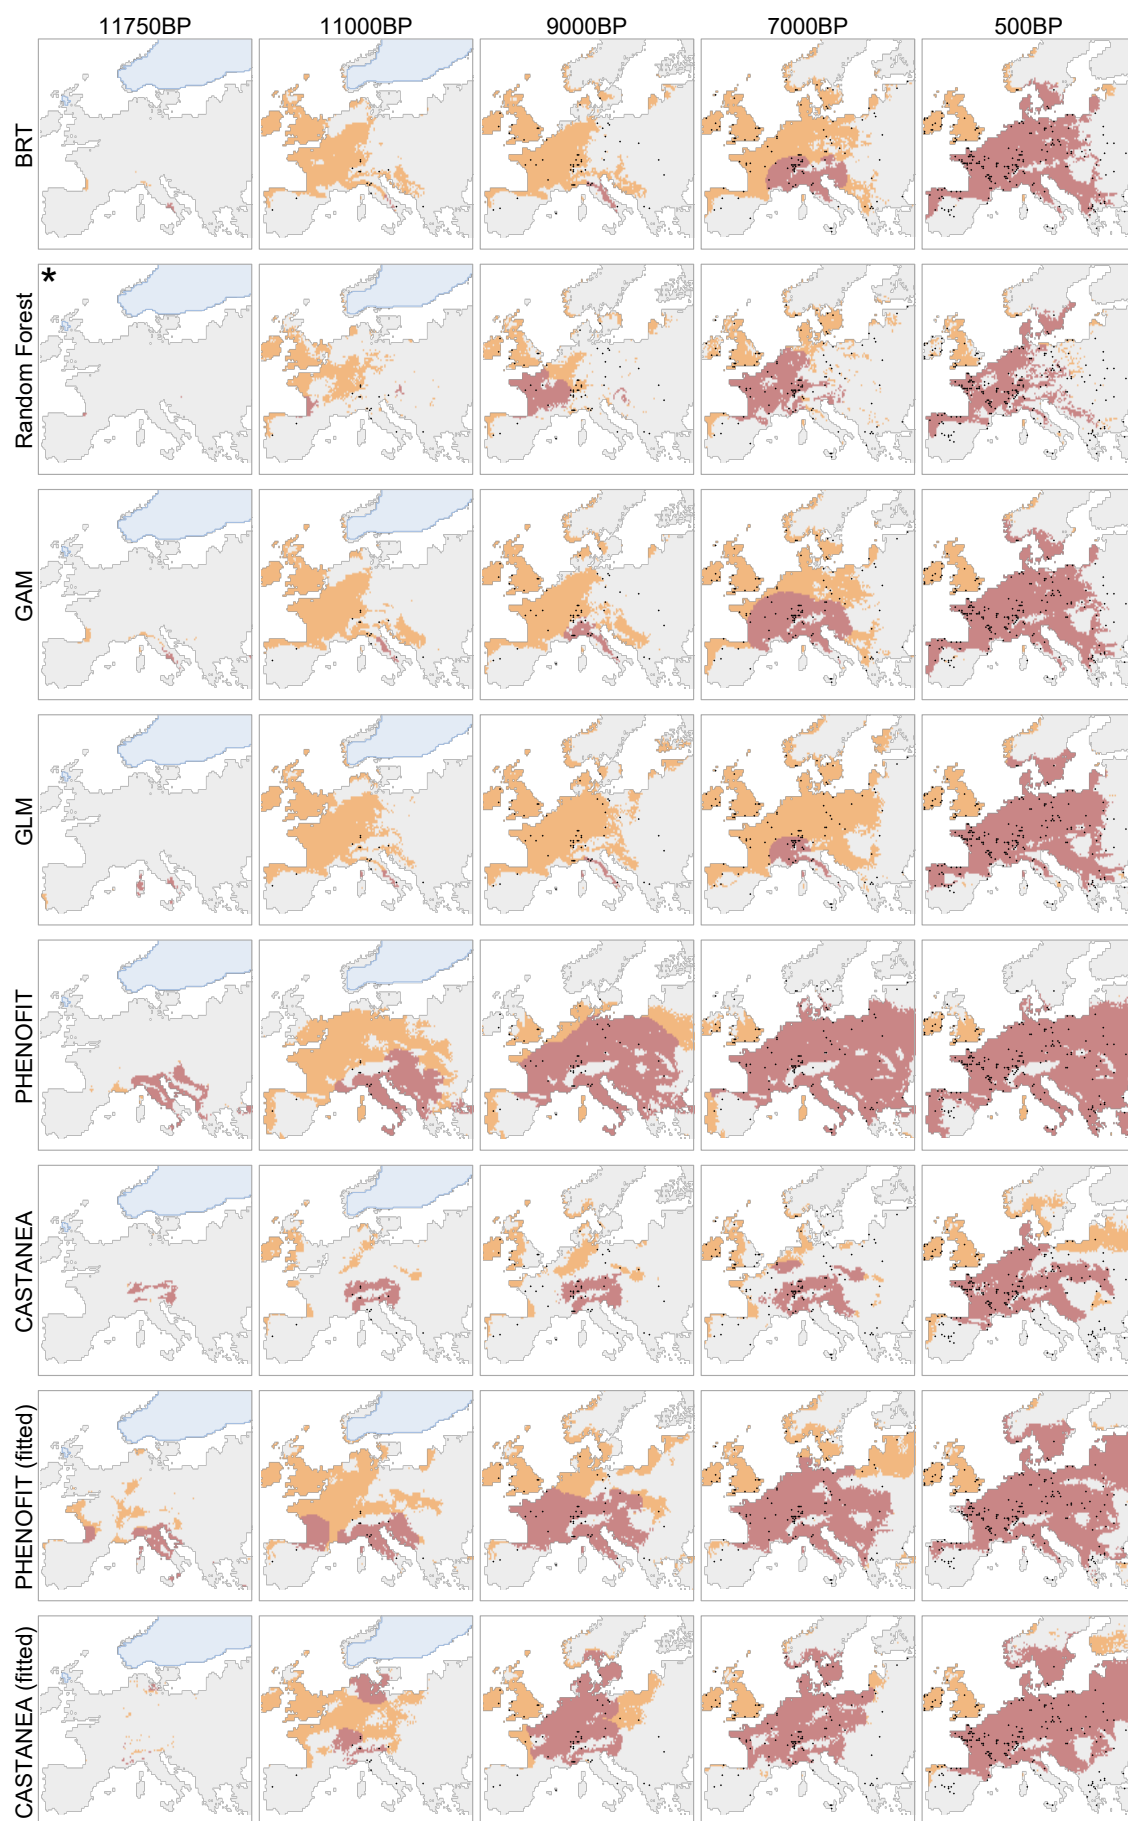 11750BP 11000BP 9000BP 7000BP 500BP
BRT
Random Forest
*
GAM
GLM
PHENOFIT
CASTANEA
PHENOFIT (fitted)
CASTANEA (fitted)